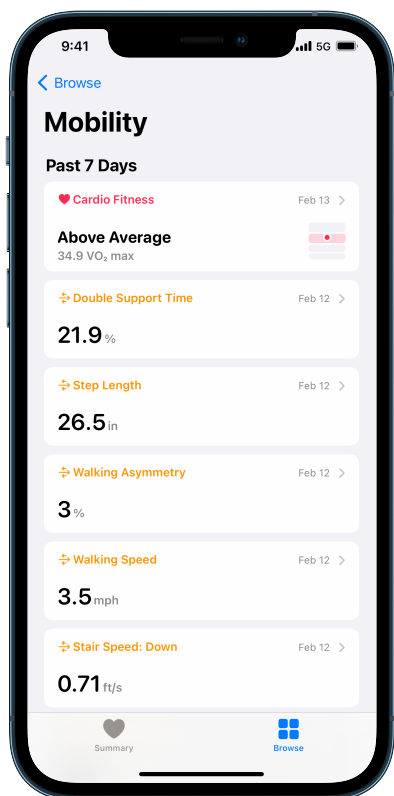 9:41
5G
Browse
Mobility
Past 7 Days
Cardio Fitness
Feb 13
Above Average
34.9 VO₂ max
Double Support Time
Feb 12
21.9 %
Step Length
Feb 12
26.5 in
Walking Asymmetry
Feb 12
3 %
Walking Speed
Feb 12
3.5 mph
Stair Speed: Down
Feb 12
0.71 ft/s
Summary
Browse